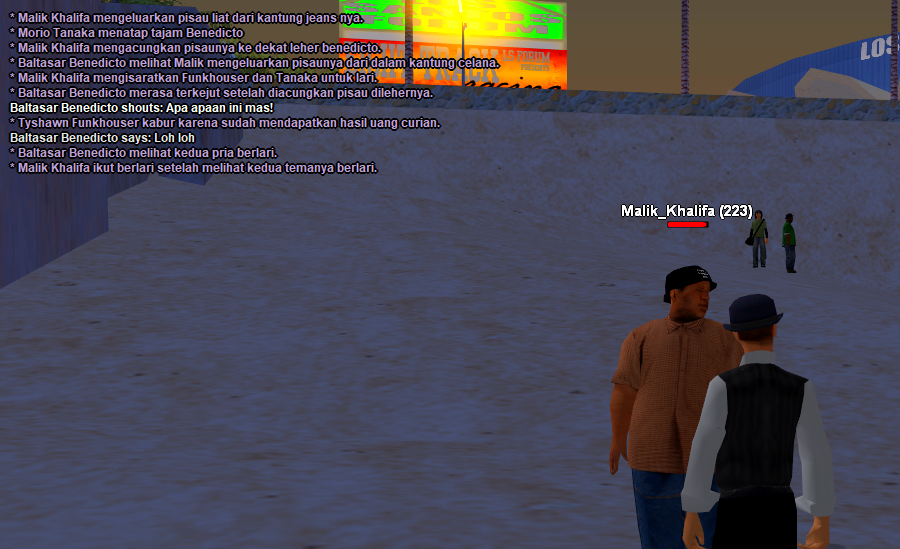 * Malik Khalifa mengeluarkan pisau liat dari kantung jeans nya.
* Morio Tanaka menatap tajam Benedicto
* Malik Khalifa mengacungkan pisaunya ke dekat leher benedicto.
* Baltasar Benedicto melihat Malik mengeluarkan pisaunya dari dalam kantung celana.
* Malik Khalifa mengisaratkan Funkhouser dan Tanaka untuk lari.
* Baltasar Benedicto merasa terkejut setelah diacungkan pisau dilehernya.
Baltasar Benedicto shouts: Apa apaan ini mas!
* Tyshawn Funkhouser kabur karena sudah mendapatkan hasil uang curian.
Baltasar Benedicto says: Loh loh
* Baltasar Benedicto melihat kedua pria berlari.
* Malik Khalifa ikut berlari setelah melihat kedua temanya berlari.
LOS
LS FORUM
Malik_Khalifa (223)